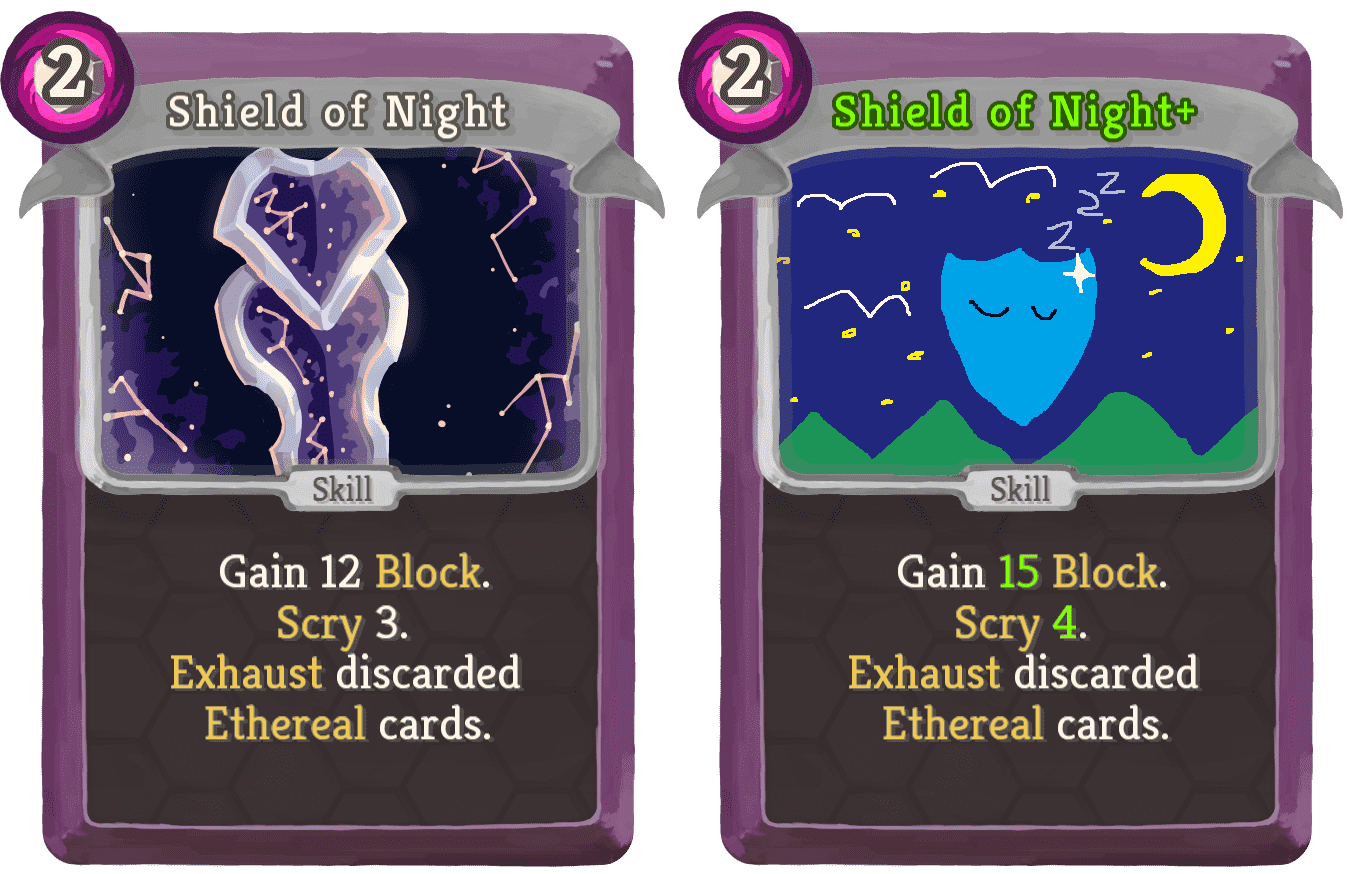 2
Shield of Night
Skill
Gain 12 Block.
Scry 3.
Exhaust discarded
Ethereal cards.
2
Shield of Night+
z
z
z
Skill
Gain 15 Block.
Scry 4.
Exhaust discarded
Ethereal cards.